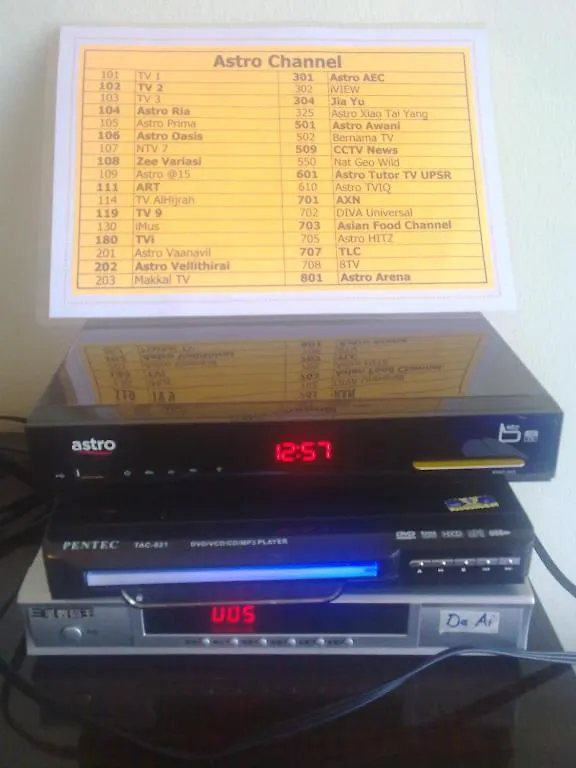 Astro Channel
101 TV 1 301 Astro AEC
102 TV 2 302 iVIEW
103 TV 3 304 Jia Yu
104 Astro Ria 325 Astro Xiao Tai Yang
105 Astro Prima 501 Astro Awani
106 Astro Oasis 502 Bernama TV
107 NTV 7 509 CCTV News
108 Zee Variasi 550 Nat Geo Wild
109 Astro @15 601 Astro Tutor TV UPSR
111 ART 610 Astro TVIQ
114 TV AlHijrah 701 AXN
119 TV 9 702 DIVA Universal
130 iMus 703 Asian Food Channel
180 TVi 705 Astro HITZ
201 Astro Vaanavil 707 TLC
202 Astro Vellithirai 708 8TV
203 Makkal TV 801 Astro Arena
astro 12:57
PENTEC TAC-831 DVD/VCD/CD/MP3 PLAYER
005
Da Ai